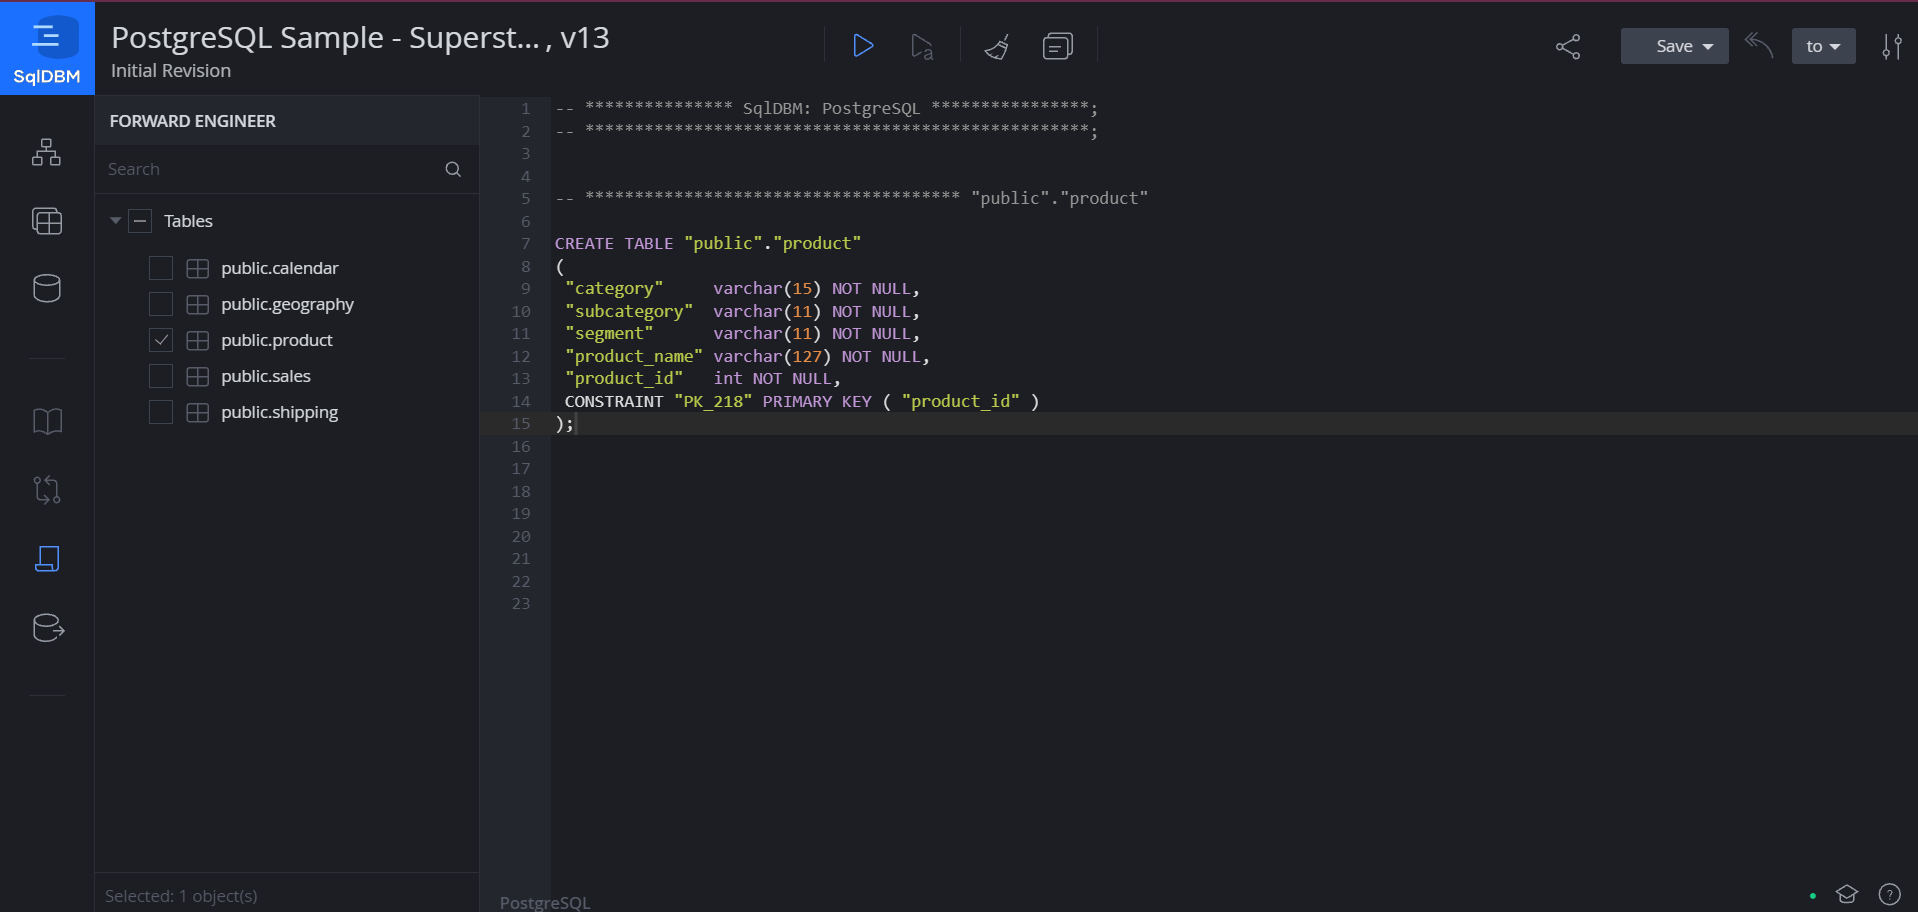 SqlDBM
PostgreSQL Sample - Superst... , v13
Initial Revision
a
Save
to
FORWARD ENGINEER
Search
Tables
public.calendar
public.geography
public.product
public.sales
public.shipping
Selected: 1 object(s)
1 -- *************** SqlDBM: PostgreSQL ****************;
2 -- ***************************************************;
3
4
5 -- ************************************** "public"."product"
6
7 CREATE TABLE "public"."product"
8 (
9  "category"     varchar(15) NOT NULL,
10  "subcategory"  varchar(11) NOT NULL,
11  "segment"      varchar(11) NOT NULL,
12  "product_name" varchar(127) NOT NULL,
13  "product_id"   int NOT NULL,
14  CONSTRAINT "PK_218" PRIMARY KEY ( "product_id" )
15 );
16
17
18
19
20
21
22
23
PostgreSQL
?